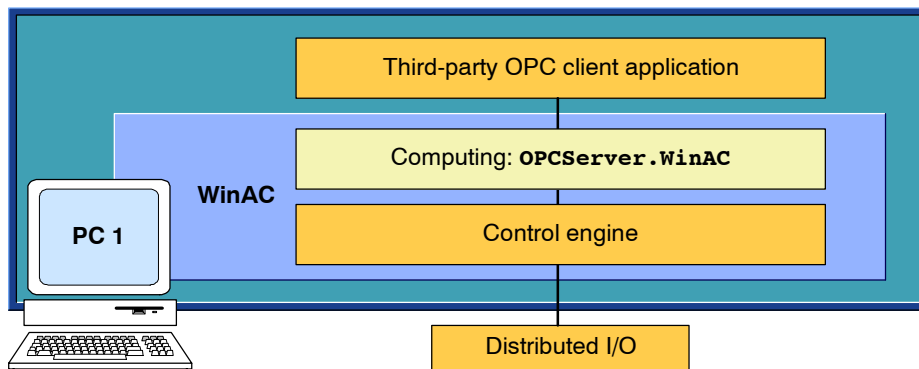 Third-party OPC client application
Computing: OPCServer.WinAC
WinAC
PC 1
Control engine
Distributed I/O